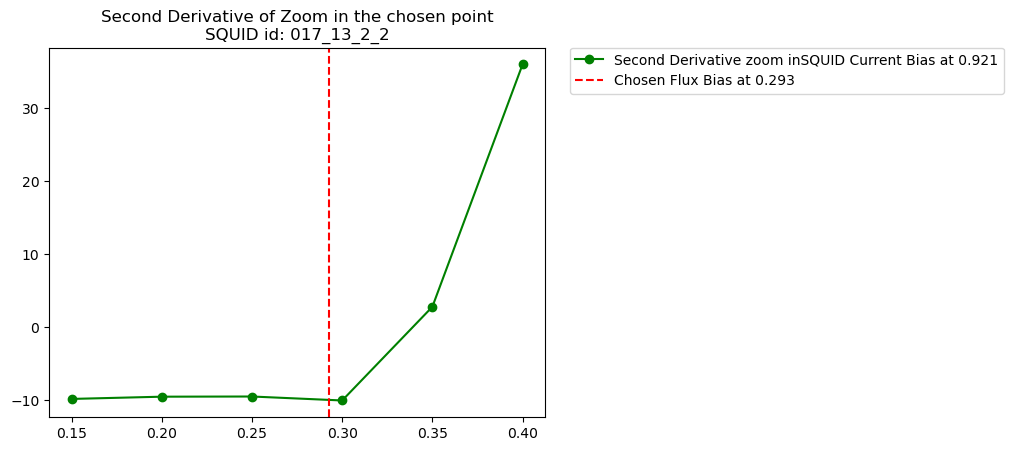 Second Derivative of Zoom in the chosen point
SQUID id: 017_13_2_2
Second Derivative zoom inSQUID Current Bias at 0.921
Chosen Flux Bias at 0.293
30
20
10
0
−10
0.15 0.20 0.25 0.30 0.35 0.40